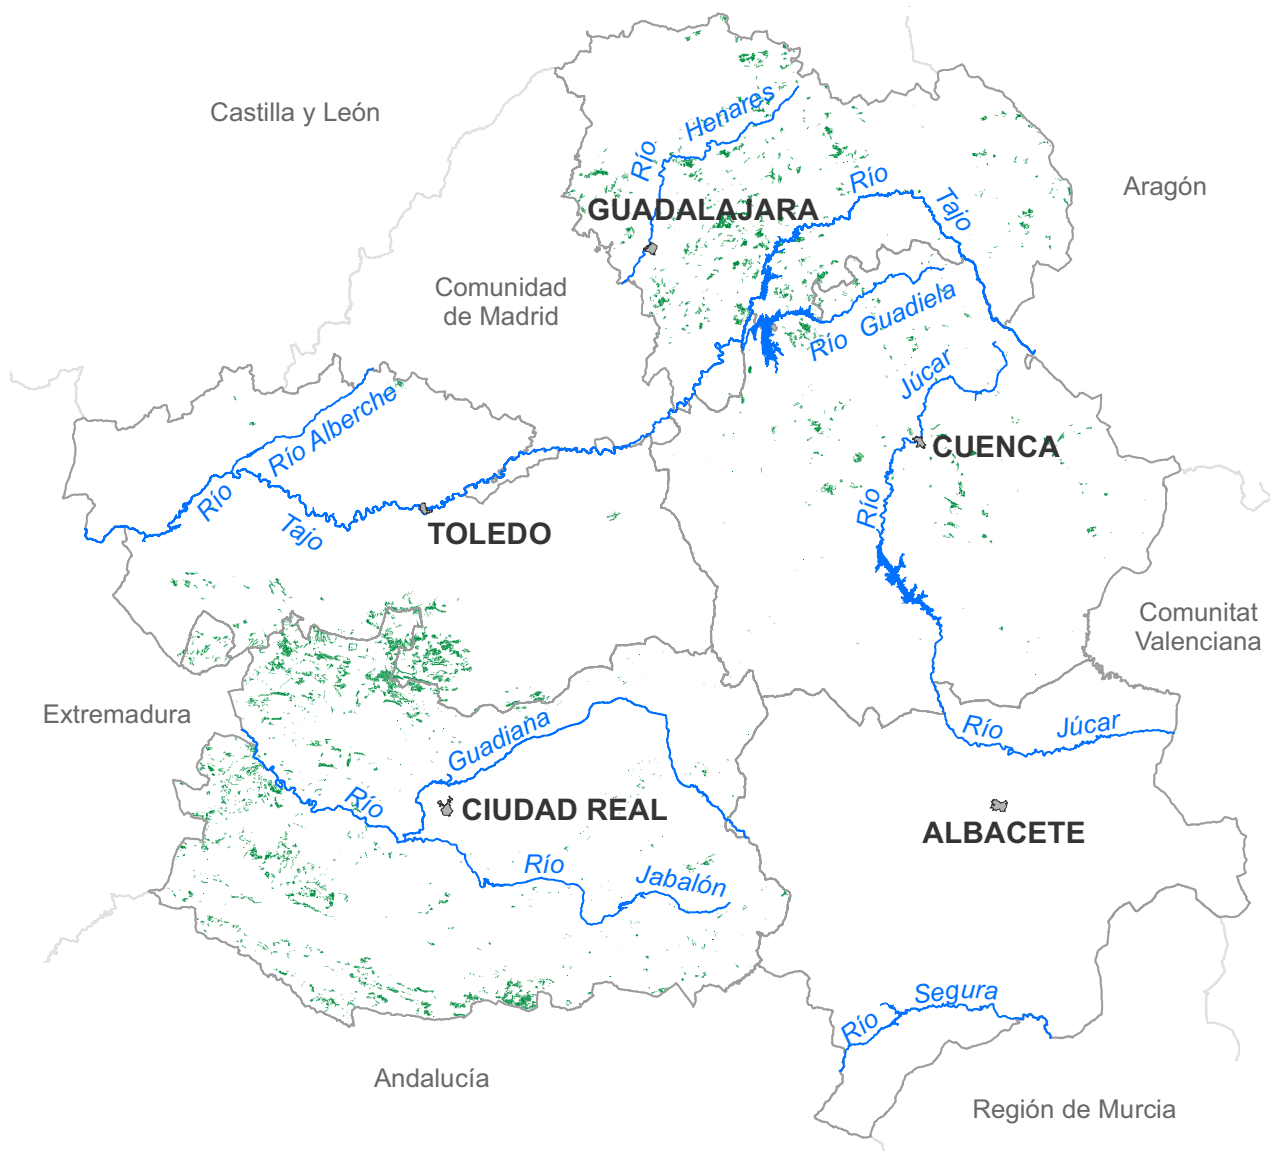 Castilla y León
Henares
Río
Río
Aragón
GUADALAJARA
Tajo
Comunidad
de Madrid
Río Guadiela
Júcar
Río Alberche
CUENCA
Río
Río
Tajo
TOLEDO
Comunitat
Valenciana
Extremadura
Guadiana
Río
Júcar
Río
CIUDAD REAL
ALBACETE
Río
Jabalón
Segura
Río
Andalucía
Región de Murcia